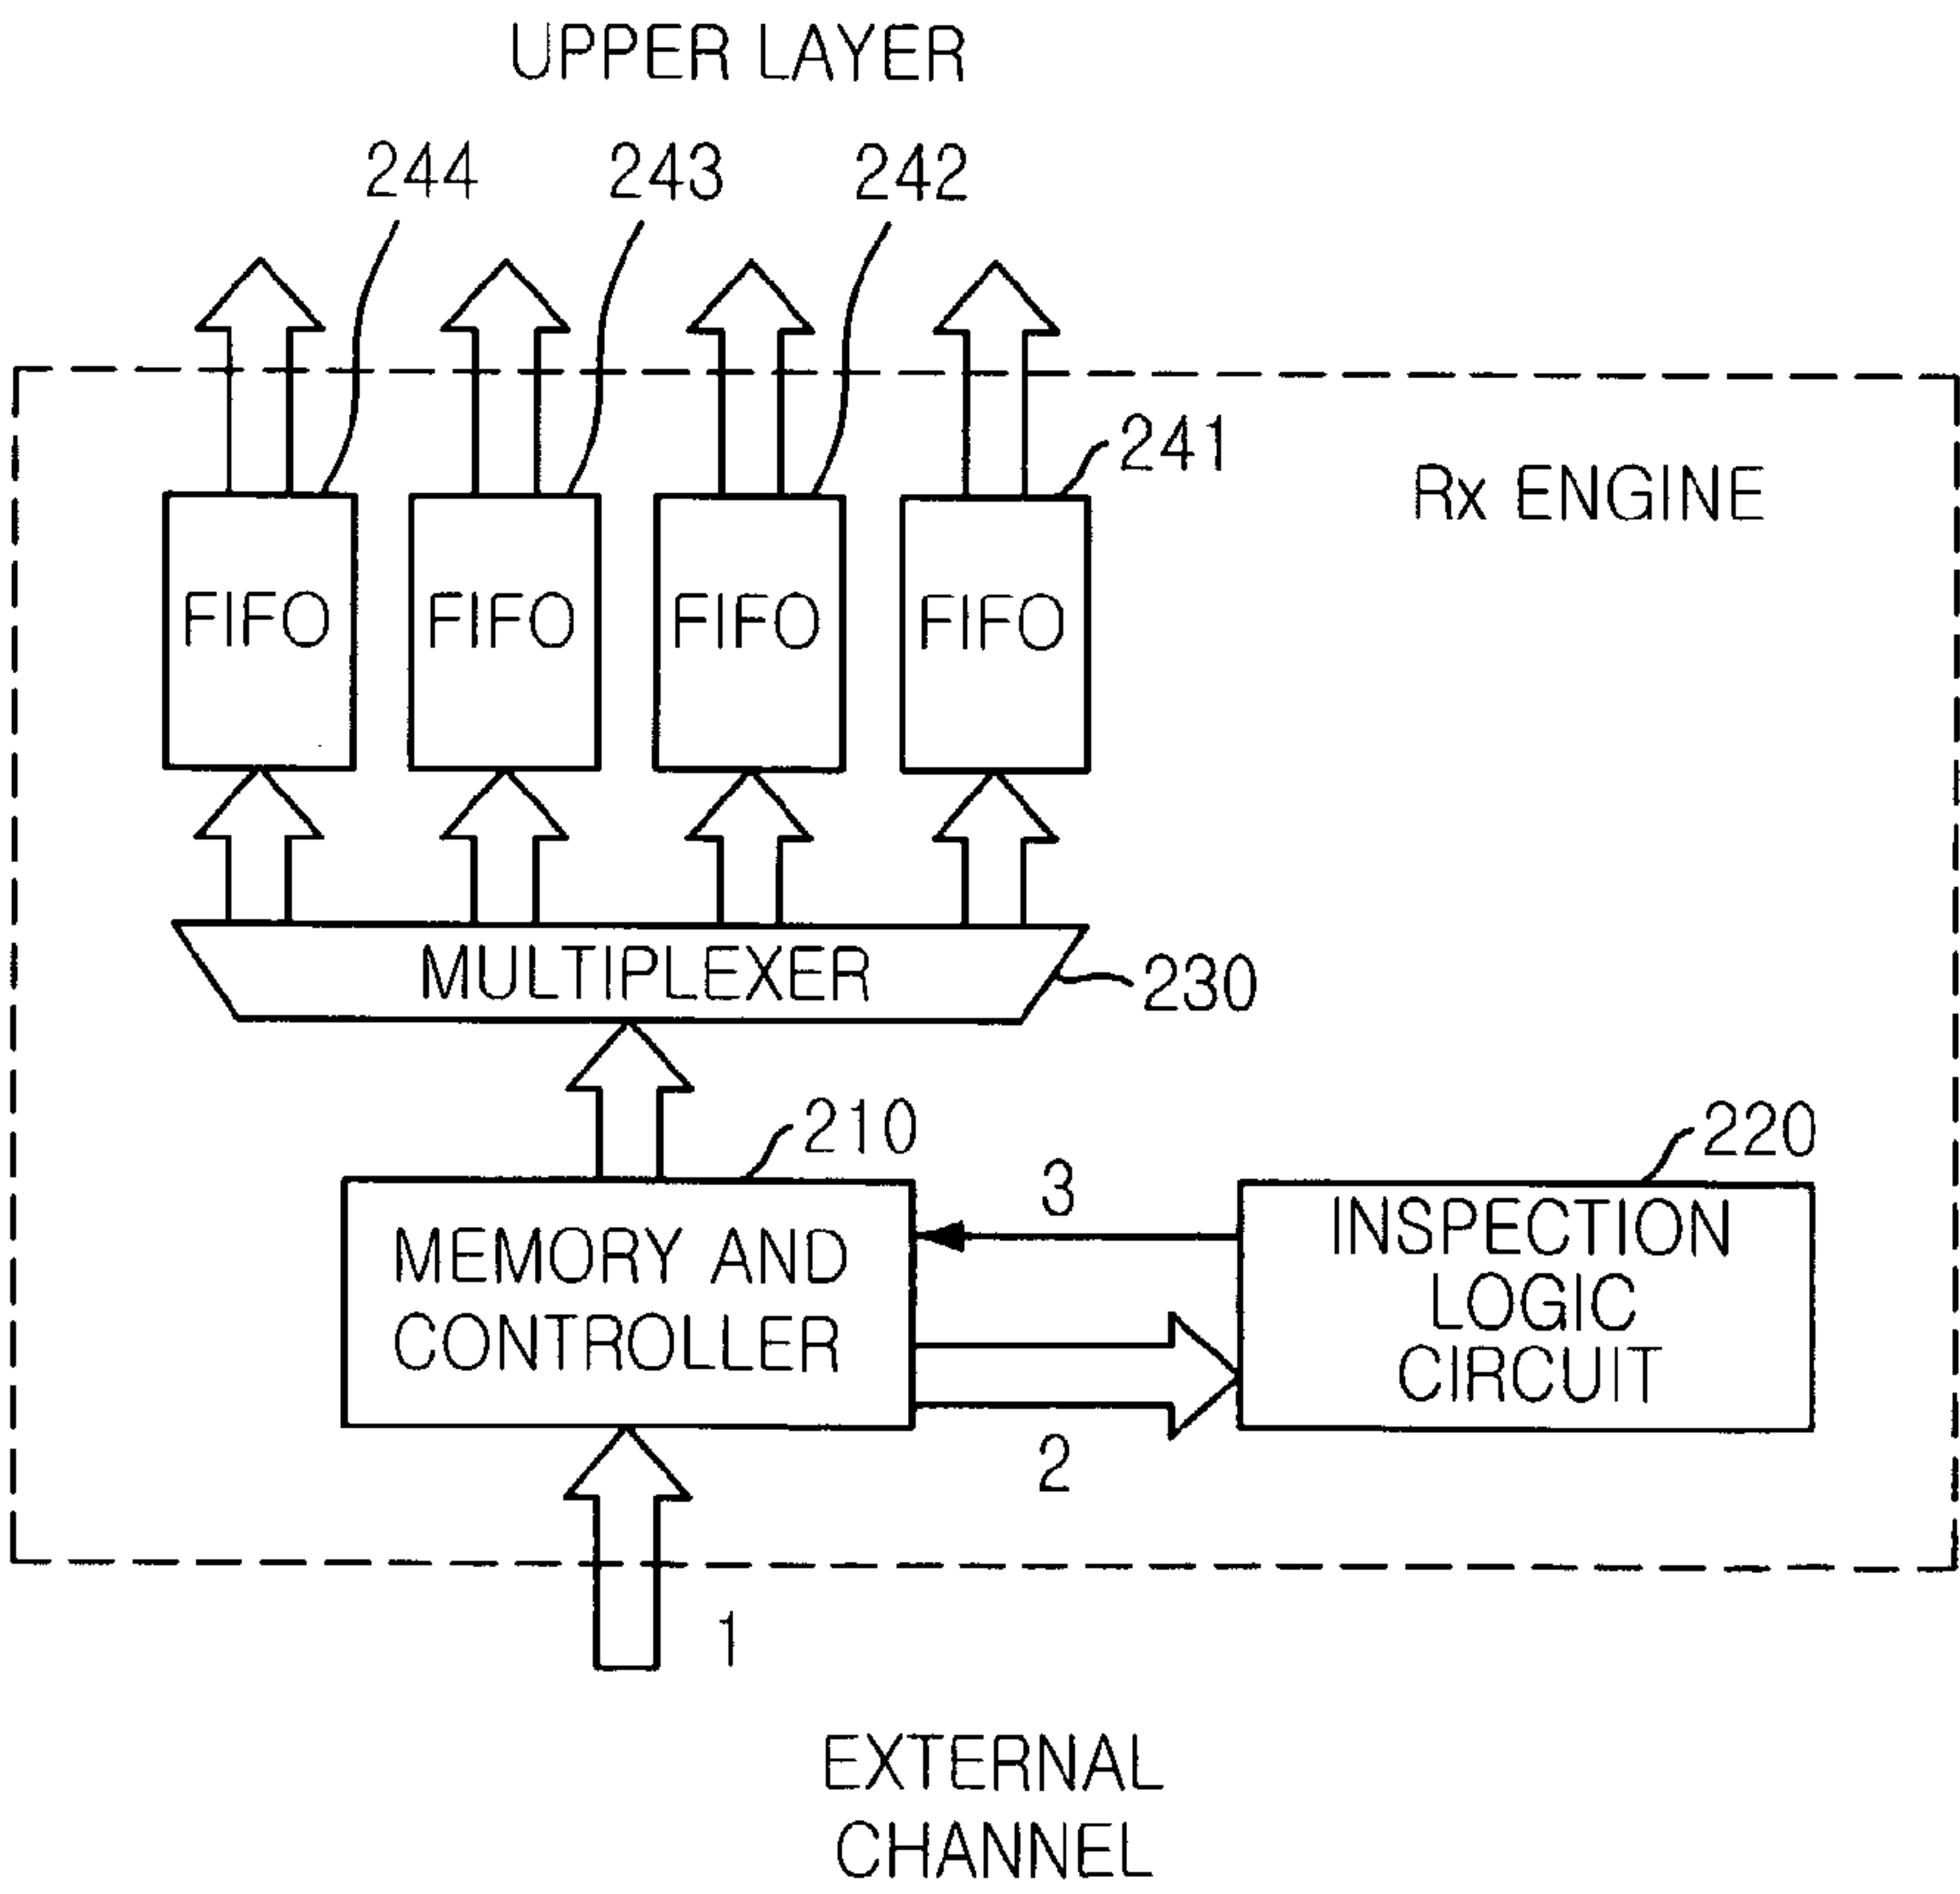 UPPER LAYER
244 243 242
241
Rx ENGINE
FIFO FIFO FIFO FIFO
MULTIPLEXER
230
210
220
3
MEMORY AND
CONTROLLER
INSPECTION
LOGIC
CIRCUIT
2
1
EXTERNAL
CHANNEL